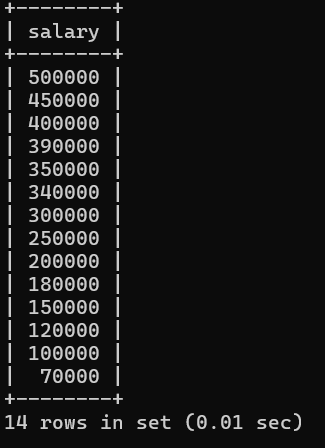 +--------+
| salary |
+--------+
| 500000 |
| 450000 |
| 400000 |
| 390000 |
| 350000 |
| 340000 |
| 300000 |
| 250000 |
| 200000 |
| 180000 |
| 150000 |
| 120000 |
| 100000 |
|  70000 |
+--------+
14 rows in set (0.01 sec)